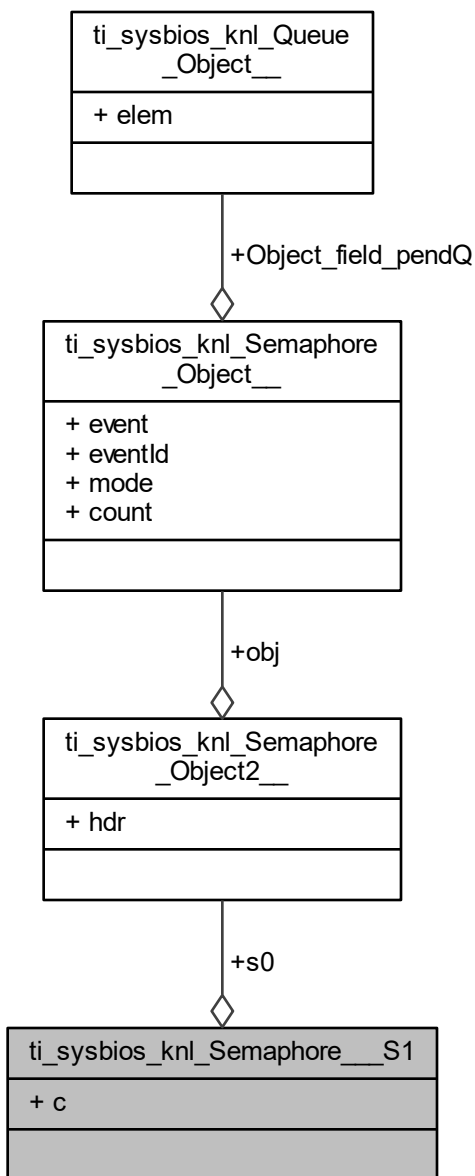 ti_sysbios_knl_Queue
_Object__
+ elem
+Object_field_pendQ
ti_sysbios_knl_Semaphore
_Object__
+ event
+ eventId
+ mode
+ count
+obj
ti_sysbios_knl_Semaphore
_Object2__
+ hdr
+s0
ti_sysbios_knl_Semaphore___S1
+ c